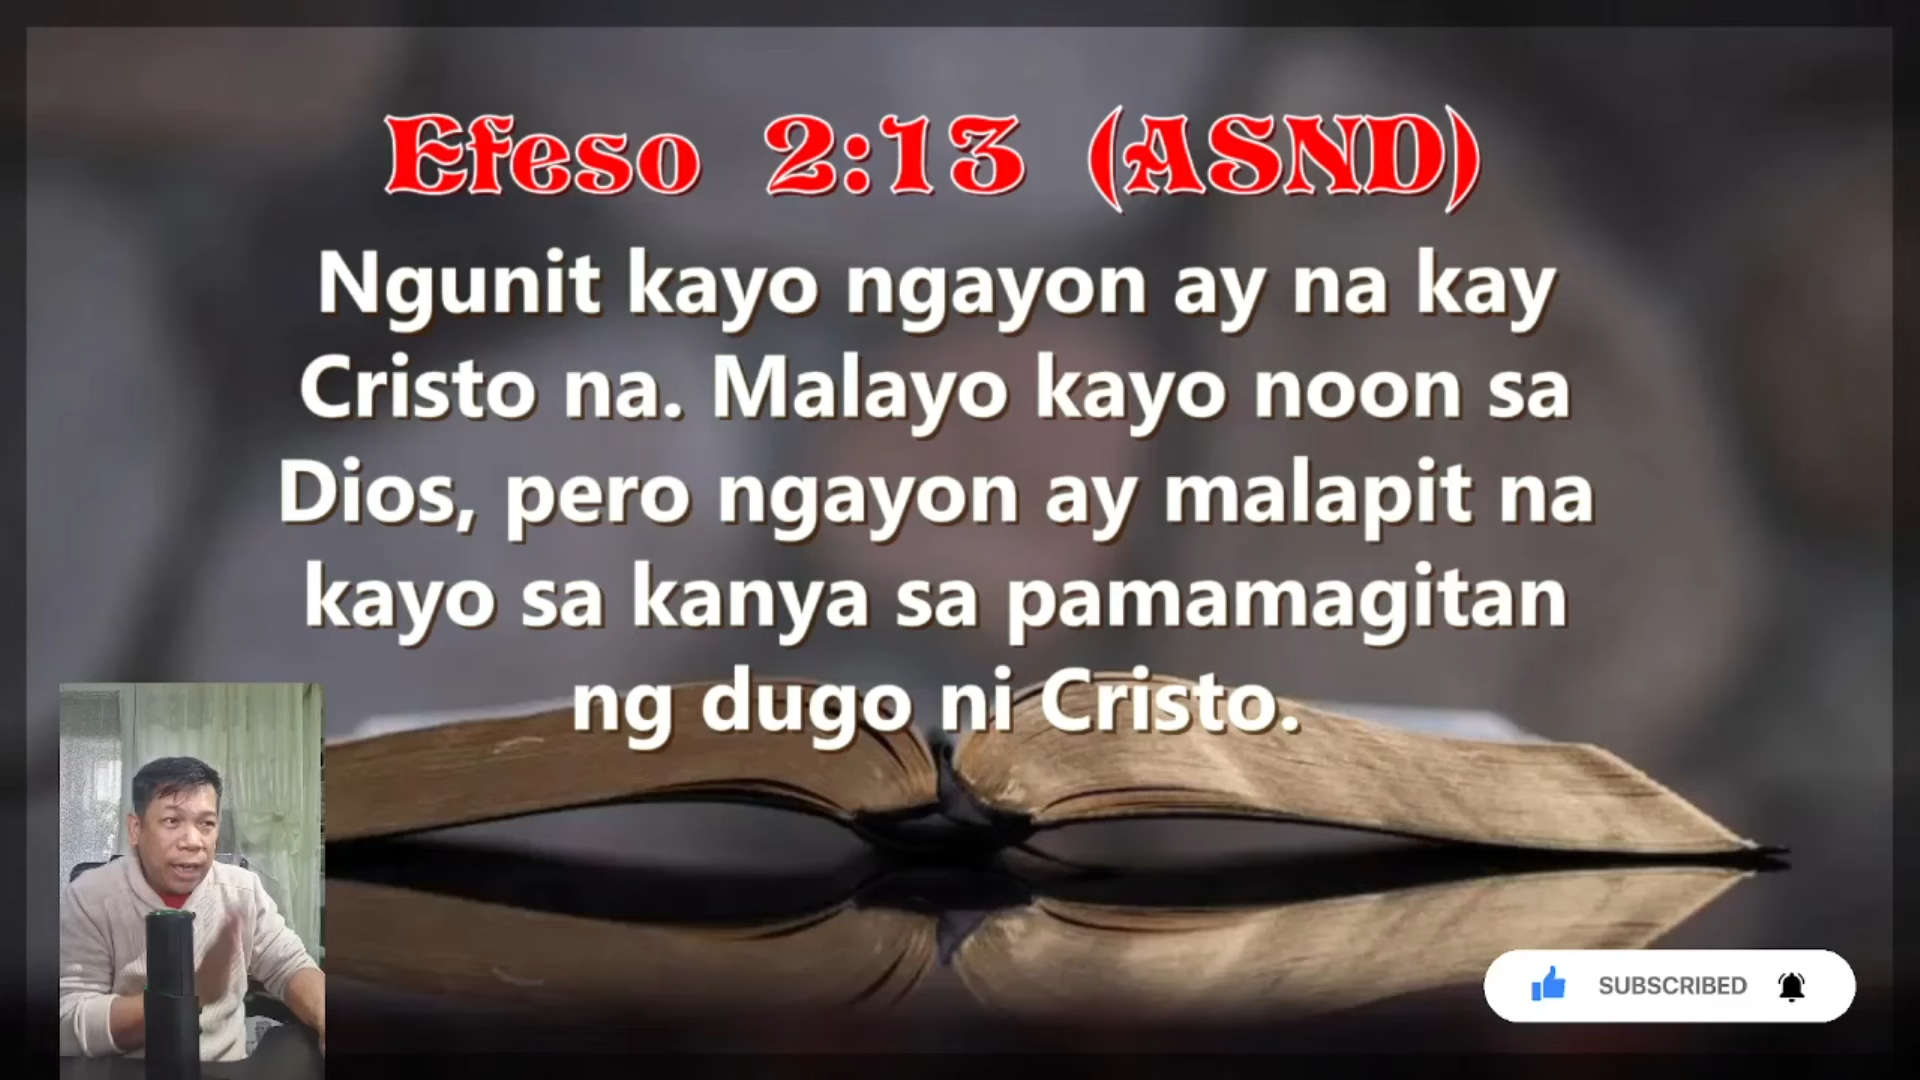 Efeso 2:13 (ASND)
Ngunit kayo ngayon ay na kay
Cristo na. Malayo kayo noon sa
Dios, pero ngayon ay malapit na
kayo sa kanya sa pamamagitan
ng dugo ni Cristo.
SUBSCRIBED